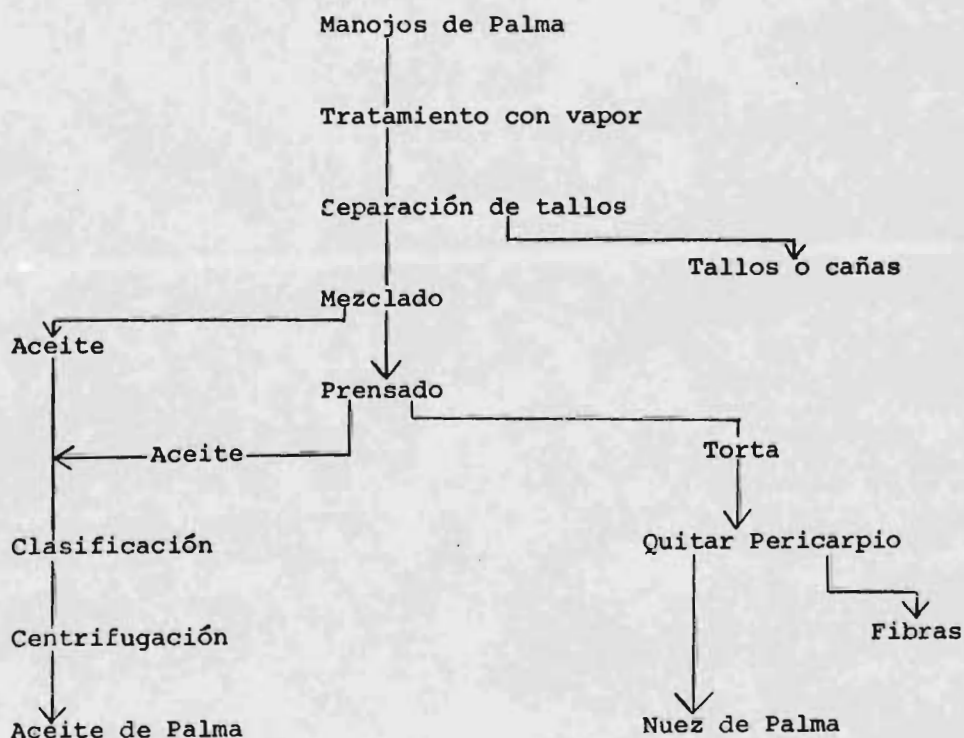 Manojos de Palma
Tratamiento con vapor
Ceparación de tallos
Tallos o cañas
Mezclado
Aceite
Prensado
Aceite
Torta
Clasificación
Quitar Pericarpio
Centrifugación
Fibras
Aceite de Palma
Nuez de Palma